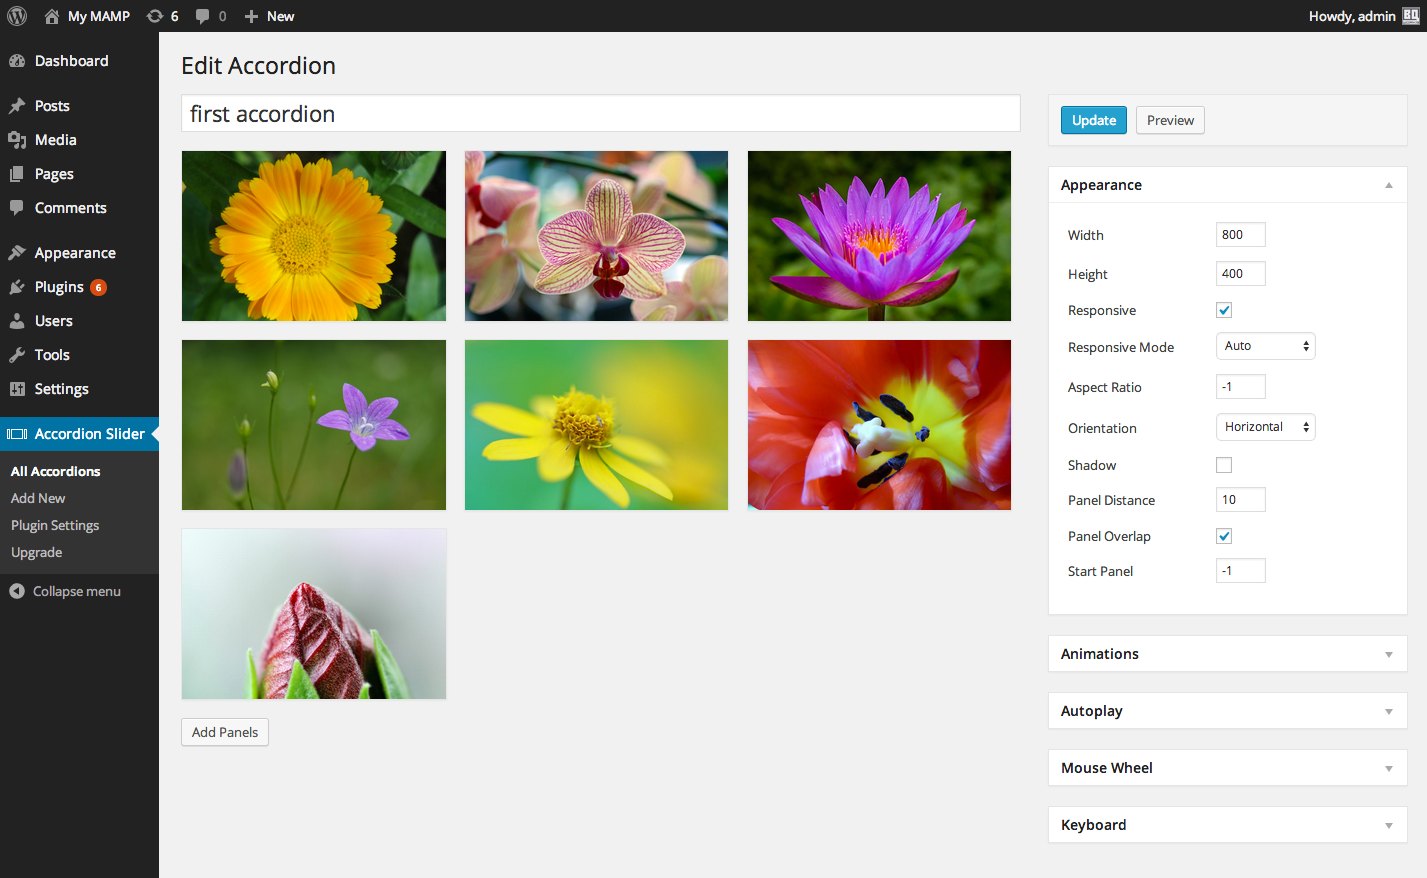 My MAMP 6 0 New Howdy, admin
Dashboard
Posts
Media
Pages
Comments
Appearance
Plugins 6
Users
Tools
Settings
Accordion Slider
All Accordions
Add New
Plugin Settings
Upgrade
Collapse menu
Edit Accordion
first accordion
Add Panels
Update Preview
Appearance
Width 800
Height 400
Responsive
Responsive Mode Auto
Aspect Ratio -1
Orientation Horizontal
Shadow
Panel Distance 10
Panel Overlap
Start Panel -1
Animations
Autoplay
Mouse Wheel
Keyboard